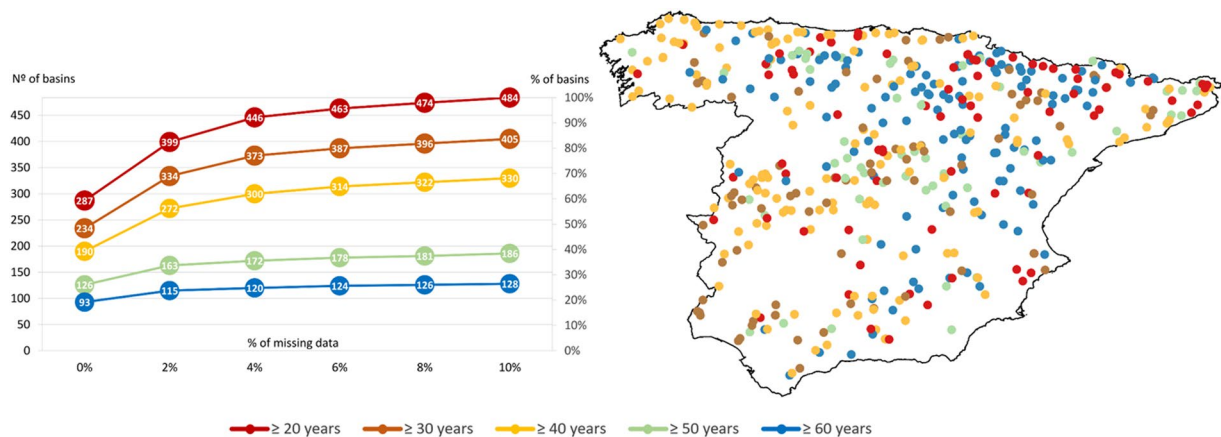 Nº of basins % of basins
450 100%
400 90%
350 80%
300 70%
250 60%
200 50%
150 40%
100 30%
50 20%
0 10%
0%
287 399 446 463 474 484
234 334 373 387 396 405
190 272 300 314 322 330
126 163 172 178 181 186
93 115 120 124 126 128
% of missing data
0% 2% 4% 6% 8% 10%
≥ 20 years ≥ 30 years ≥ 40 years ≥ 50 years ≥ 60 years